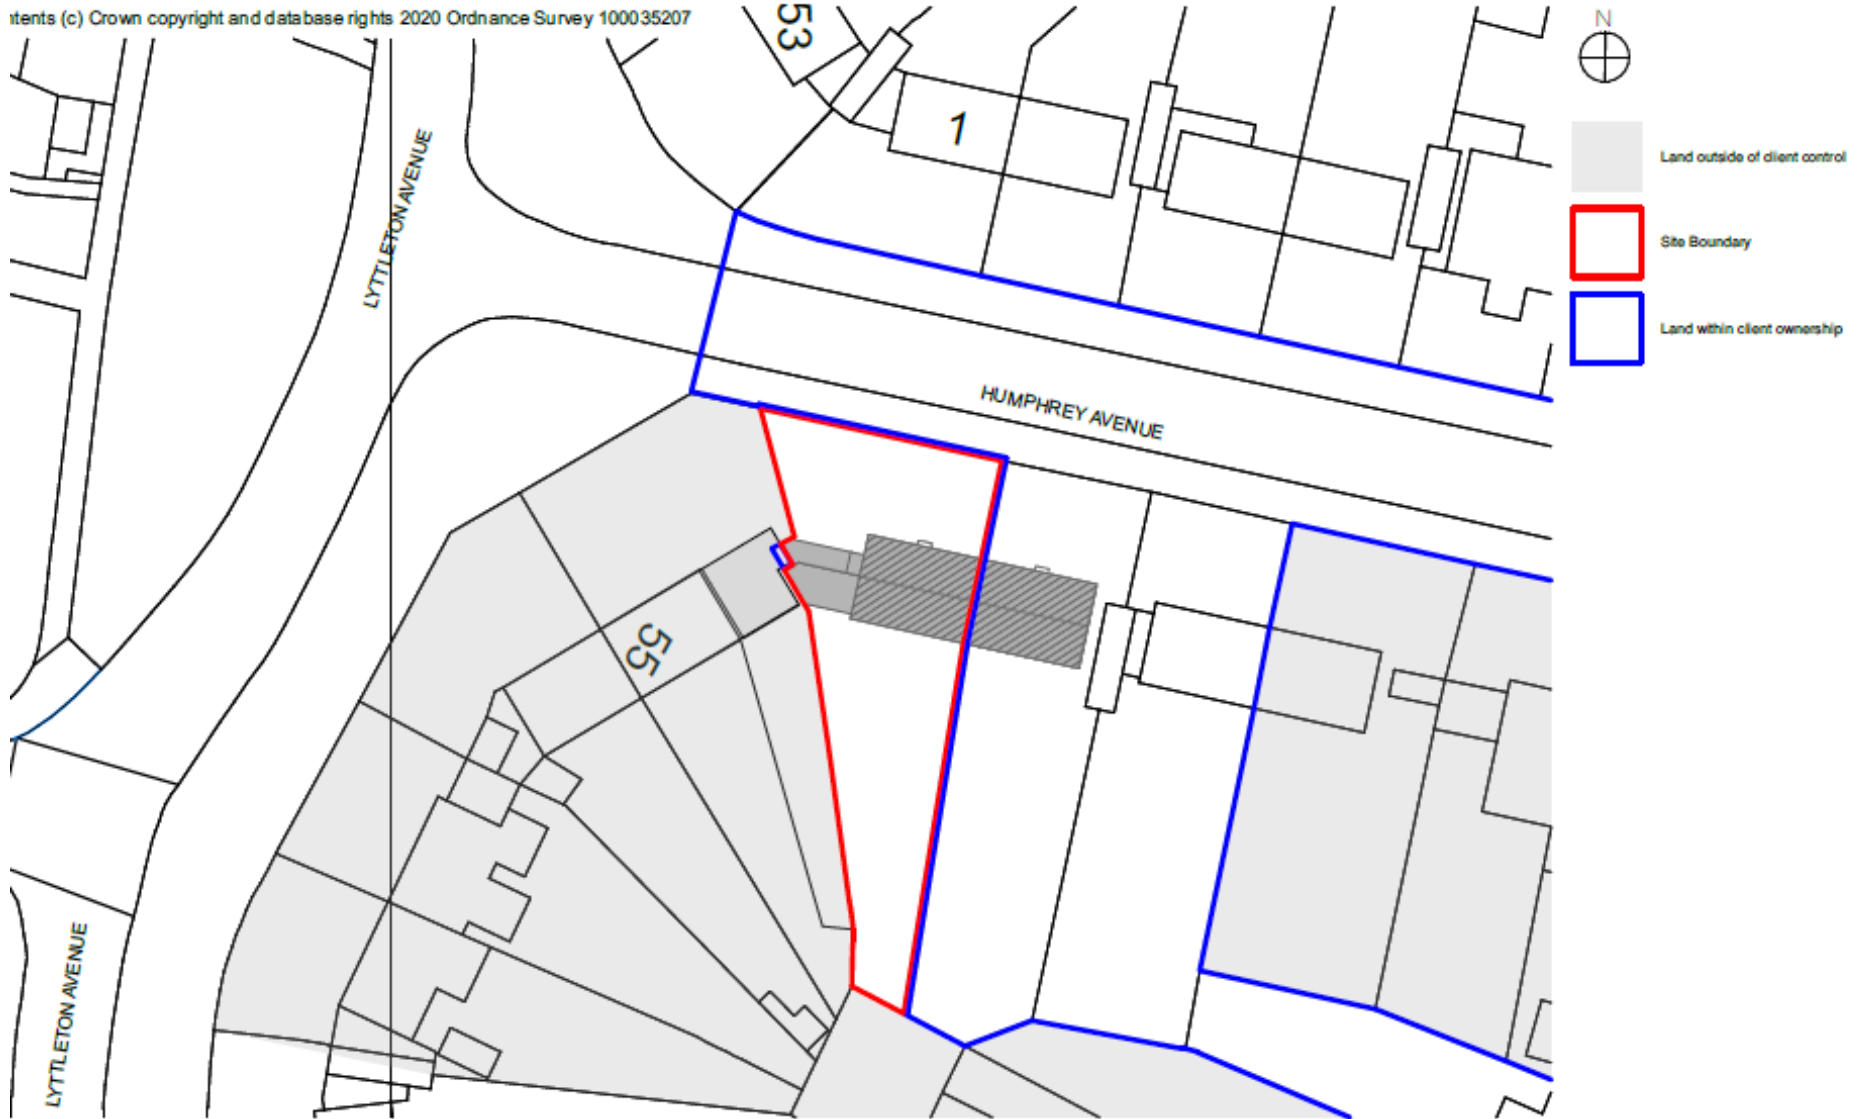 ntents (c) Crown copyright and database rights 2020 Ordnance Survey 100035207
53
N
1
Land outside of client control
LYTTLETON AVENUE
Site Boundary
Land within client ownership
HUMPHREY AVENUE
55
LYTTLETON AVENUE